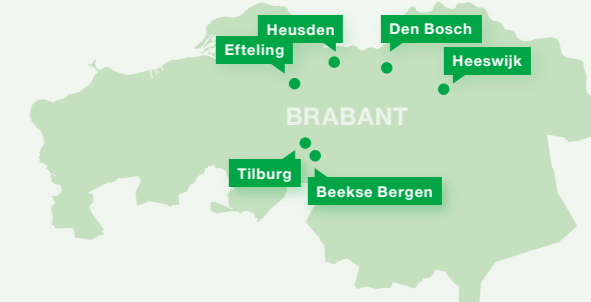 Heusden
Den Bosch
Efteling
Heeswijk
BRABANT
Tilburg
Beekse Bergen